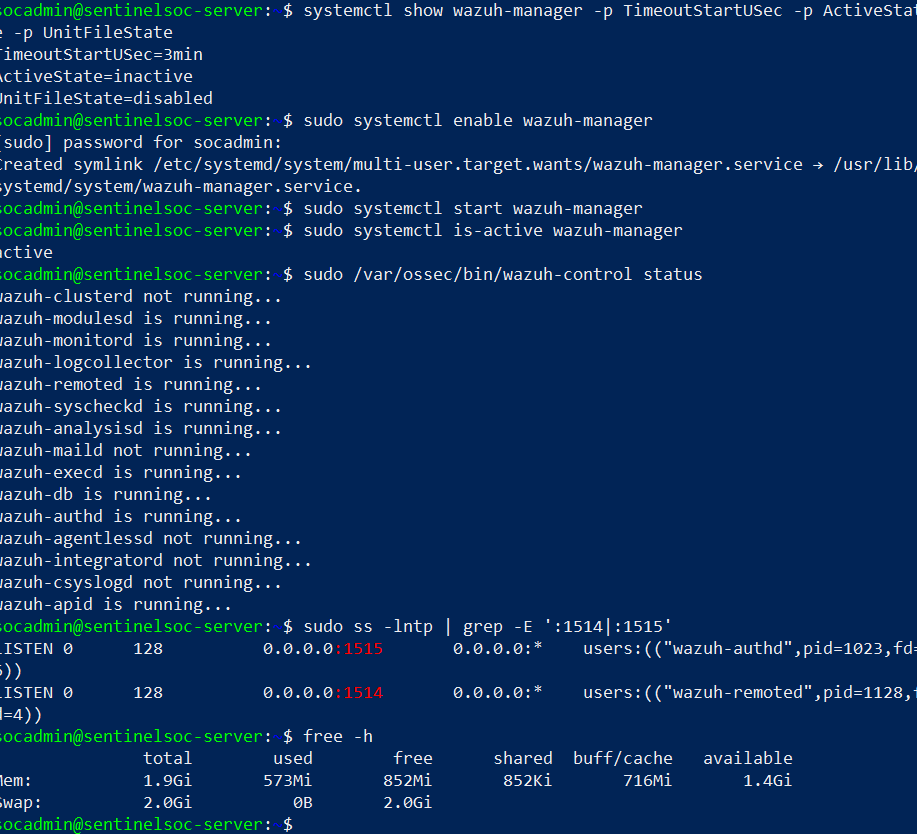 socadmin@sentinelsoc-server:~$ systemctl show wazuh-manager -p TimeoutStartUSec -p ActiveStat
e -p UnitFileState
TimeoutStartUSec=3min
ActiveState=inactive
UnitFileState=disabled
socadmin@sentinelsoc-server:~$ sudo systemctl enable wazuh-manager
[sudo] password for socadmin:
Created symlink /etc/systemd/system/multi-user.target.wants/wazuh-manager.service → /usr/lib/
systemd/system/wazuh-manager.service.
socadmin@sentinelsoc-server:~$ sudo systemctl start wazuh-manager
socadmin@sentinelsoc-server:~$ sudo systemctl is-active wazuh-manager
active
socadmin@sentinelsoc-server:~$ sudo /var/ossec/bin/wazuh-control status
wazuh-clusterd not running...
wazuh-modulesd is running...
wazuh-monitord is running...
wazuh-logcollector is running...
wazuh-remoted is running...
wazuh-syscheckd is running...
wazuh-analysisd is running...
wazuh-maild not running...
wazuh-execd is running...
wazuh-db is running...
wazuh-authd is running...
wazuh-agentlessd not running...
wazuh-integratord not running...
wazuh-csyslogd not running...
wazuh-apid is running...
socadmin@sentinelsoc-server:~$ sudo ss -lntp | grep -E ':1514|:1515'
LISTEN 0      128          0.0.0.0:1515       0.0.0.0:*    users:(("wazuh-authd",pid=1023,fd=
6))
LISTEN 0      128          0.0.0.0:1514       0.0.0.0:*    users:(("wazuh-remoted",pid=1128,f
d=4))
socadmin@sentinelsoc-server:~$ free -h
total        used        free      shared  buff/cache   available
Mem:          1.9Gi       573Mi       852Mi       852Ki       716Mi       1.4Gi
Swap:         2.0Gi          0B       2.0Gi
socadmin@sentinelsoc-server:~$